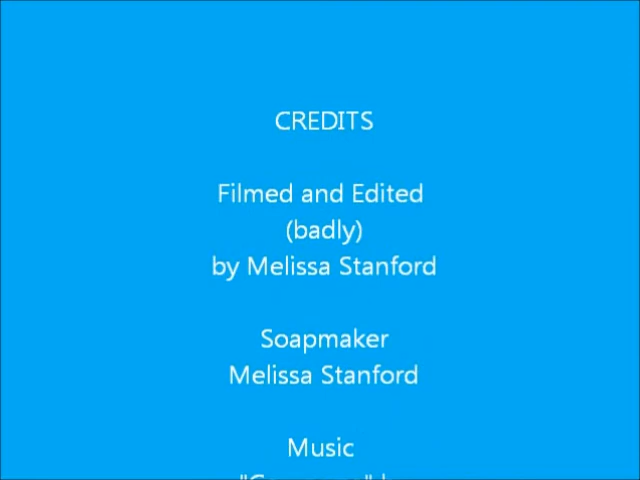 CREDITS
Filmed and Edited
(badly)
by Melissa Stanford
Soapmaker
Melissa Stanford
Music